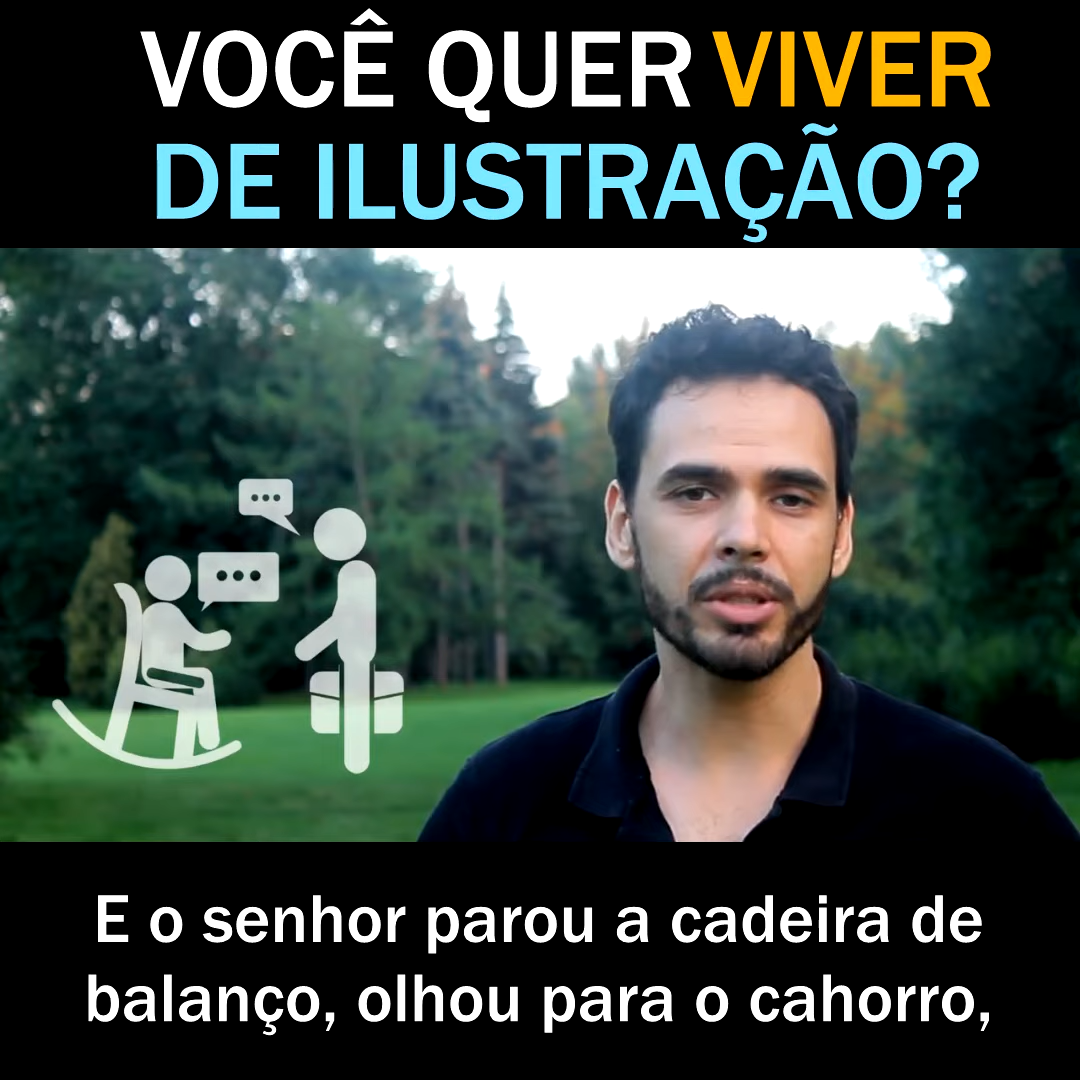 VOCÊ QUER VIVER
DE ILUSTRAÇÃO?
E o senhor parou a cadeira de
balanço, olhou para o cahorro,